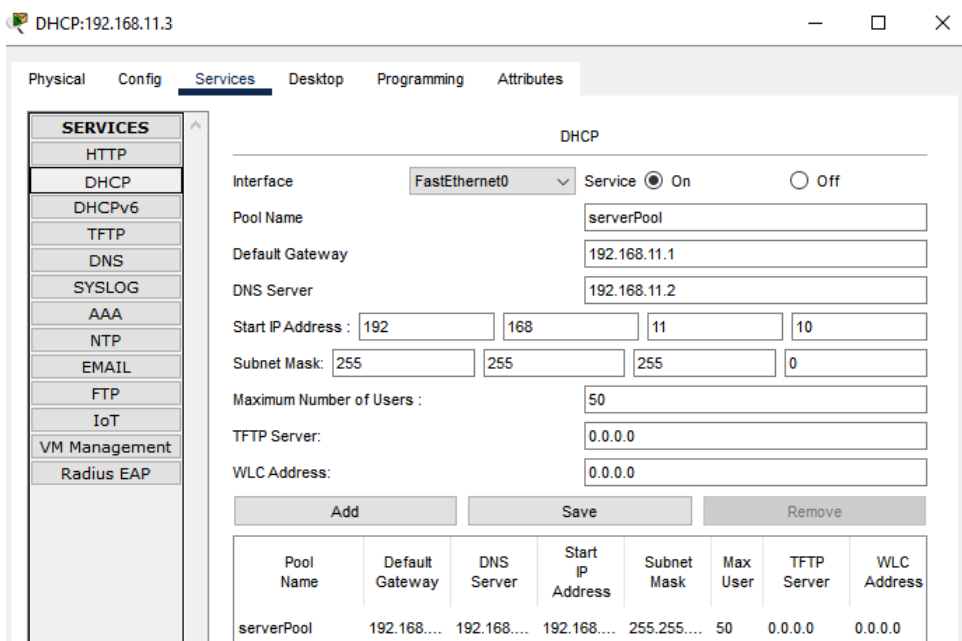 DHCP:192.168.11.3
Physical Config Services Desktop Programming Attributes
SERVICES
HTTP
DHCP
DHCPv6
TFTP
DNS
SYSLOG
AAA
NTP
EMAIL
FTP
IoT
VM Management
Radius EAP
DHCP
Interface FastEthernet0 Service On Off
Pool Name serverPool
Default Gateway 192.168.11.1
DNS Server 192.168.11.2
Start IP Address : 192 168 11 10
Subnet Mask: 255 255 255 0
Maximum Number of Users : 50
TFTP Server: 0.0.0.0
WLC Address: 0.0.0.0
Add Save Remove
Pool Name Default Gateway DNS Server Start IP Address Subnet Mask Max User TFTP Server WLC Address
serverPool 192.168.... 192.168.... 192.168.... 255.255.... 50 0.0.0.0 0.0.0.0